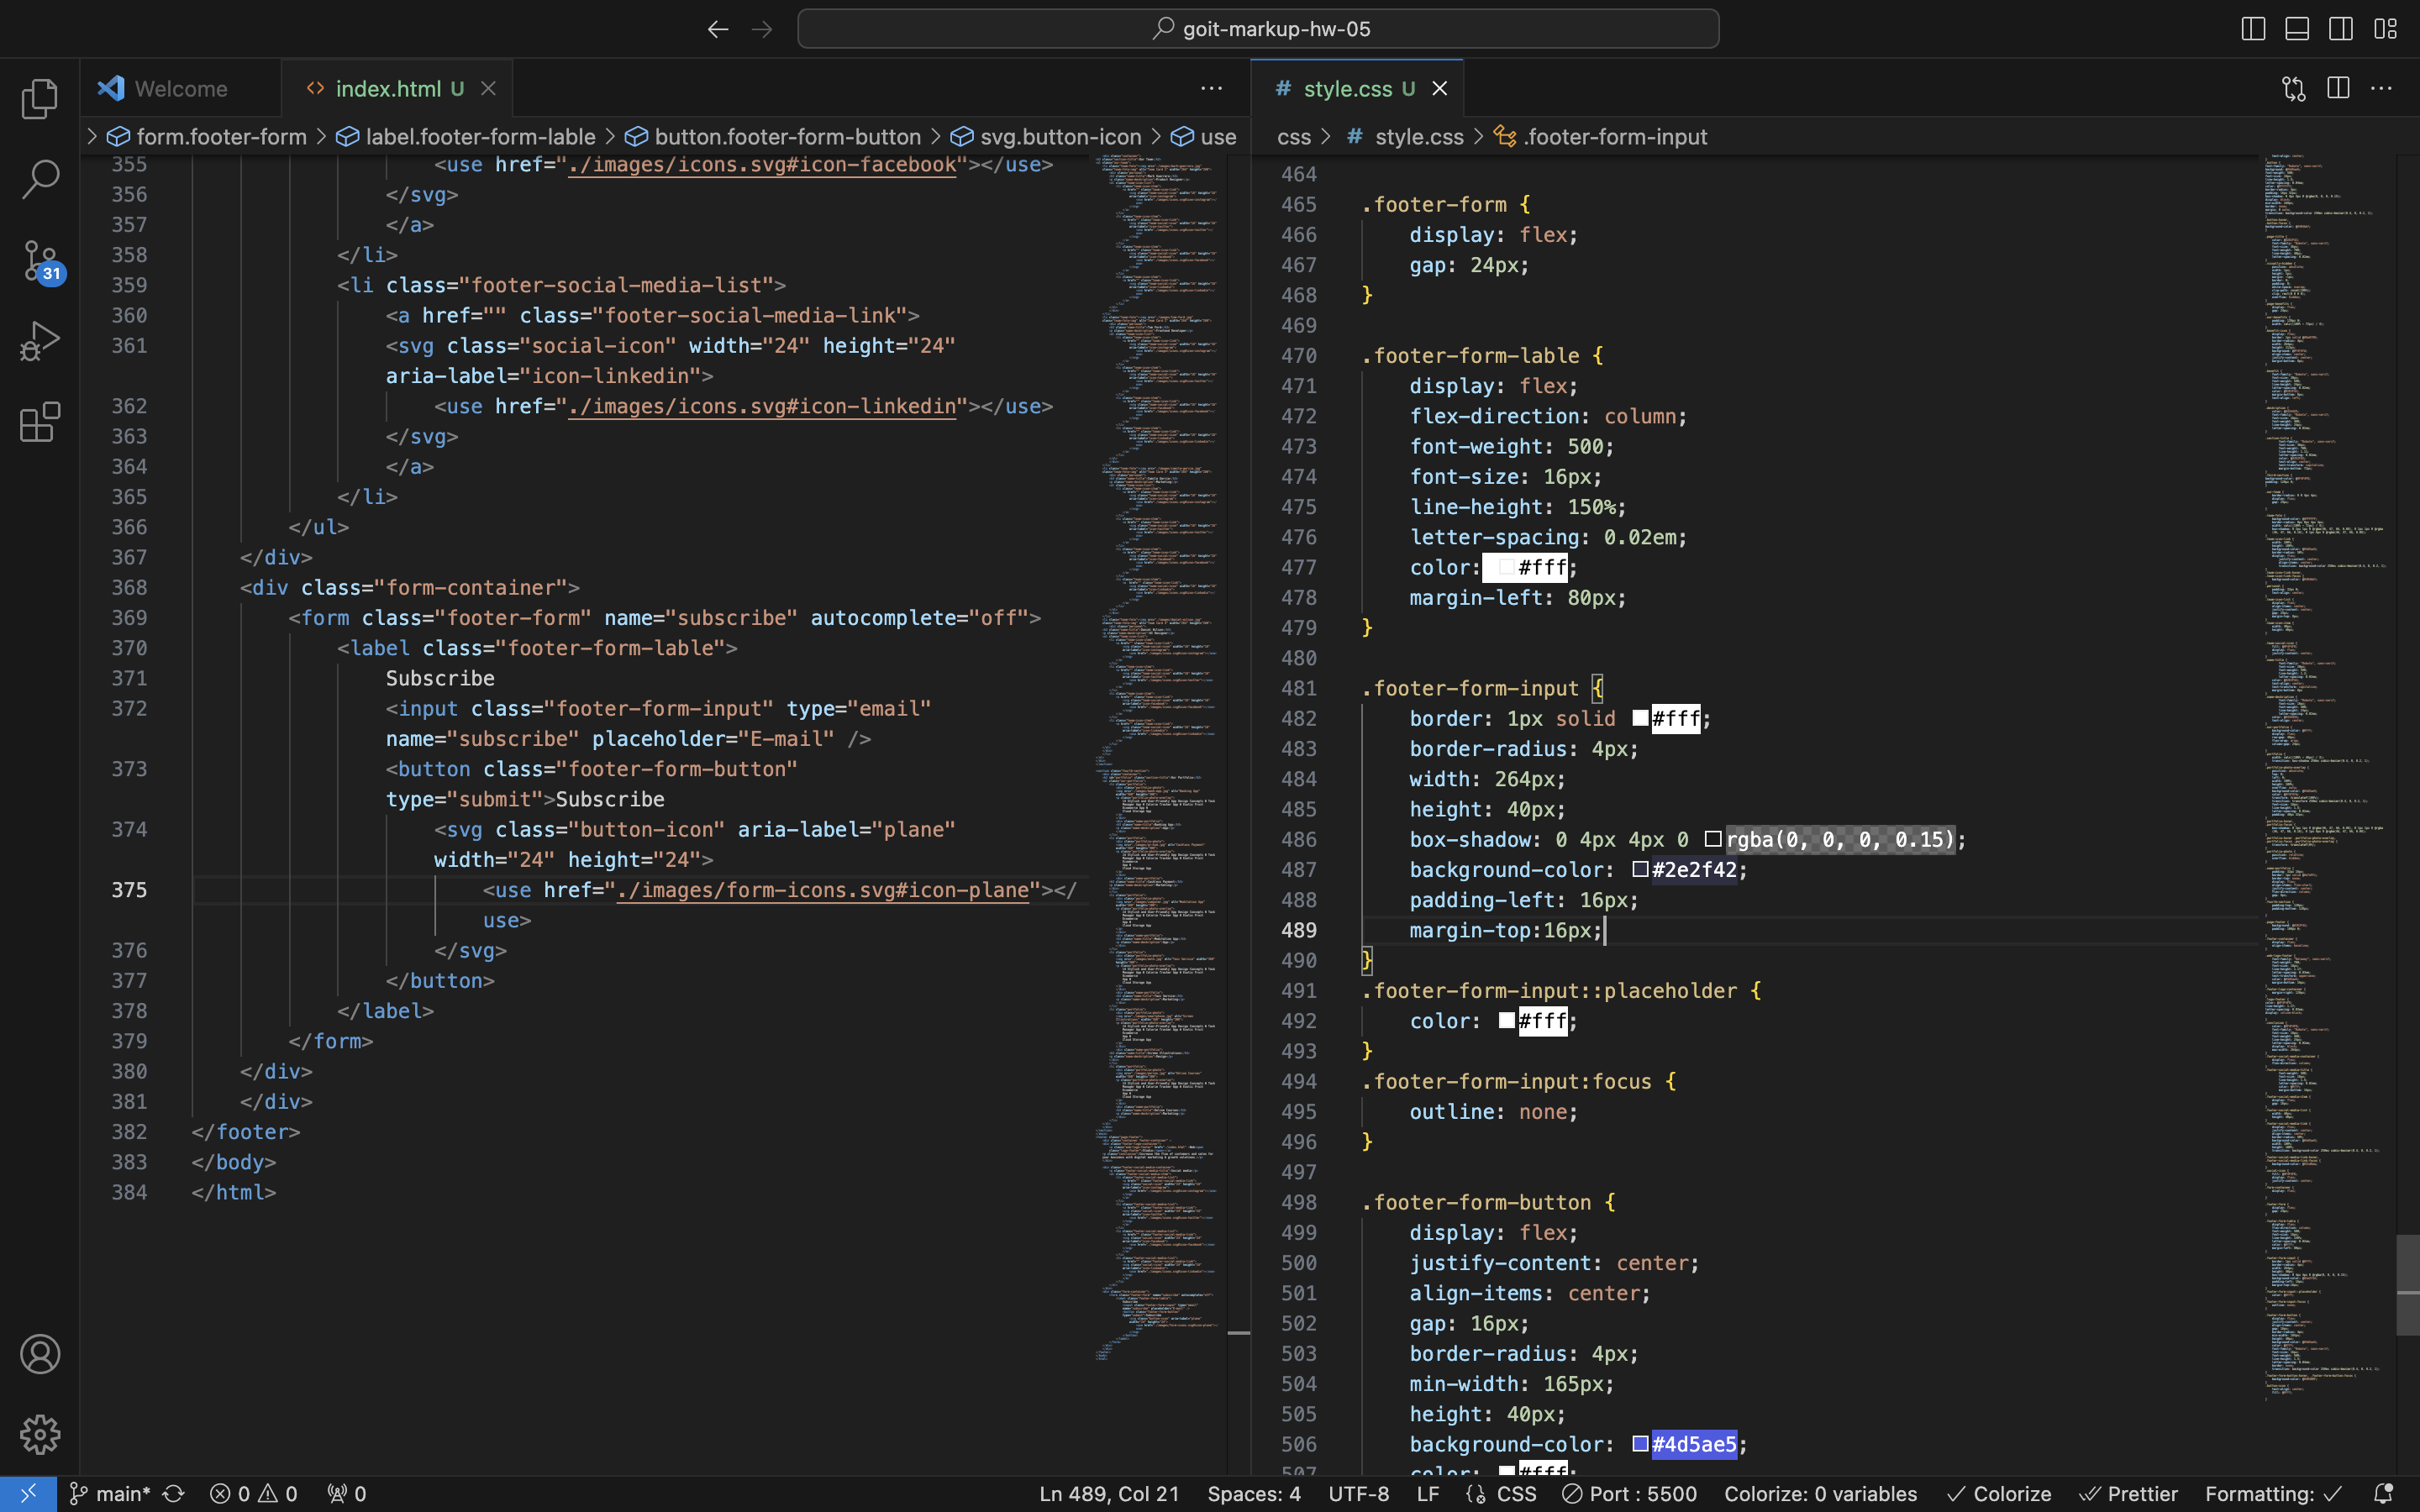 goit-markup-hw-05
Welcome
index.html U
form.footer-form > label.footer-form-lable > button.footer-form-button > svg.button-icon > use
355 <use href="./images/icons.svg#icon-facebook"></use>
356 </svg>
357 </a>
358 </li>
359 <li class="footer-social-media-list">
360 <a href="" class="footer-social-media-link">
361 <svg class="social-icon" width="24" height="24"
aria-label="icon-linkedin">
362 <use href="./images/icons.svg#icon-linkedin"></use>
363 </svg>
364 </a>
365 </li>
366 </ul>
367 </div>
368 <div class="form-container">
369 <form class="footer-form" name="subscribe" autocomplete="off">
370 <label class="footer-form-lable">
371 Subscribe
372 <input class="footer-form-input" type="email"
name="subscribe" placeholder="E-mail" />
373 <button class="footer-form-button"
type="submit">Subscribe
374 <svg class="button-icon" aria-label="plane"
width="24" height="24">
375 <use href="./images/form-icons.svg#icon-plane"></
use>
376 </svg>
377 </button>
378 </label>
379 </form>
380 </div>
381 </div>
382 </footer>
383 </body>
384 </html>
# style.css U
css > # style.css > .footer-form-input
464
465 .footer-form {
466 display: flex;
467 gap: 24px;
468 }
469
470 .footer-form-lable {
471 display: flex;
472 flex-direction: column;
473 font-weight: 500;
474 font-size: 16px;
475 line-height: 150%;
476 letter-spacing: 0.02em;
477 color: #fff;
478 margin-left: 80px;
479 }
480
481 .footer-form-input {
482 border: 1px solid #fff;
483 border-radius: 4px;
484 width: 264px;
485 height: 40px;
486 box-shadow: 0 4px 4px 0 rgba(0, 0, 0, 0.15);
487 background-color: #2e2f42;
488 padding-left: 16px;
489 margin-top:16px;
490 }
491 .footer-form-input::placeholder {
492 color: #fff;
493 }
494 .footer-form-input:focus {
495 outline: none;
496 }
497
498 .footer-form-button {
499 display: flex;
500 justify-content: center;
501 align-items: center;
502 gap: 16px;
503 border-radius: 4px;
504 min-width: 165px;
505 height: 40px;
506 background-color: #4d5ae5;
507 color: #fff;
31
main* 0 0 0
Ln 489, Col 21 Spaces: 4 UTF-8 LF CSS Port : 5500 Colorize: 0 variables Colorize Prettier Formatting: